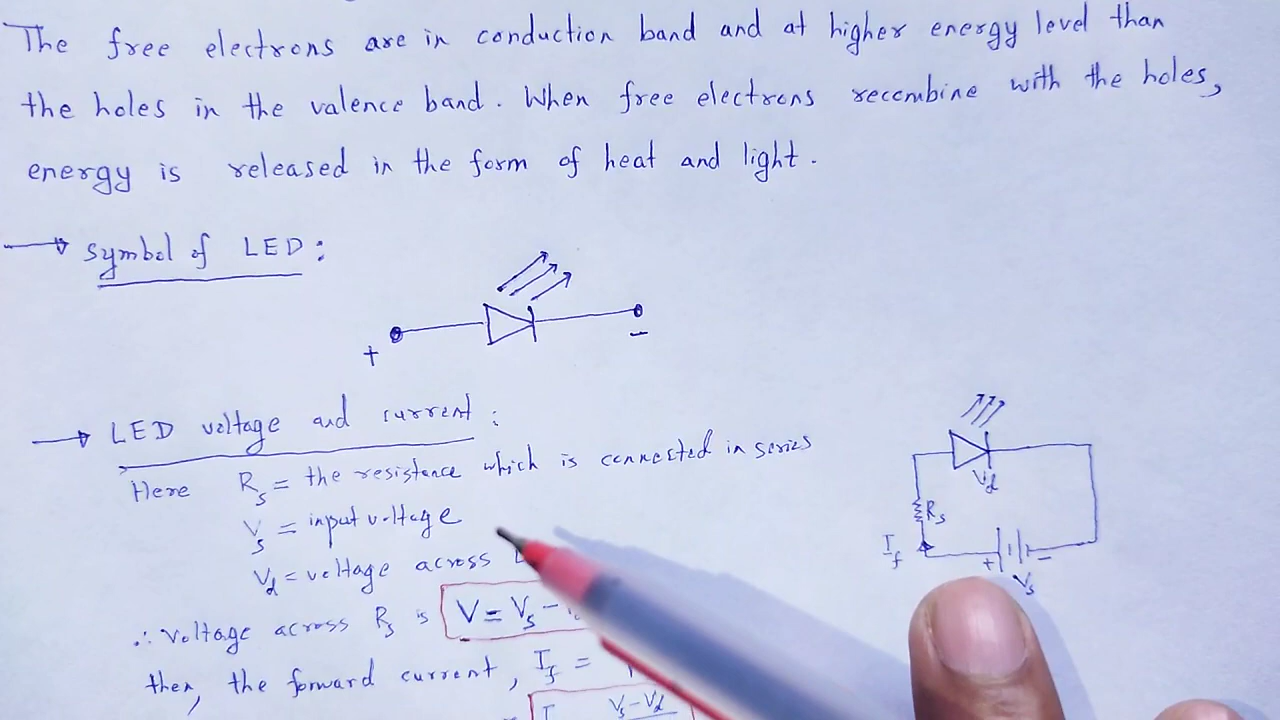 The free electrons are in conduction band and at higher energy level than
the holes in the valence band. When free electrons recombine with the holes,
energy is released in the form of heat and light.
→ Symbol of LED:
+ −
→ LED voltage and current:
Here Rs = the resistance which is connected in series
Vs = input voltage
Vd = voltage across
∴ Voltage across Rs is V = Vs −
then, the forward current, If =
Vs − Vd
Vd
Rs
If
+ −
Vs